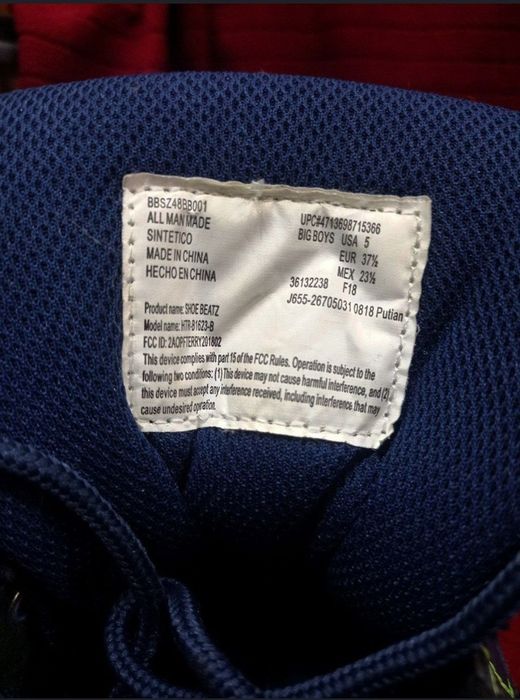 BBSZ48BB001
ALL MAN MADE
SINTETICO
MADE IN CHINA
HECHO EN CHINA
UPC#4713698715366
BIG BOYS USA 5
EUR 37½
MEX 23½
36132238 F18
J655-26705031 0818 Putian
Product name: SHOE BEATZ
Model name: HTR-B1623-B
FCC ID: 2AOPFTERRY201802
This device complies with part 15 of the FCC Rules. Operation is subject to the
following two conditions: (1) This device may not cause harmful interference, and (2)
this device must accept any interference received, including interference that may
cause undesired operation.